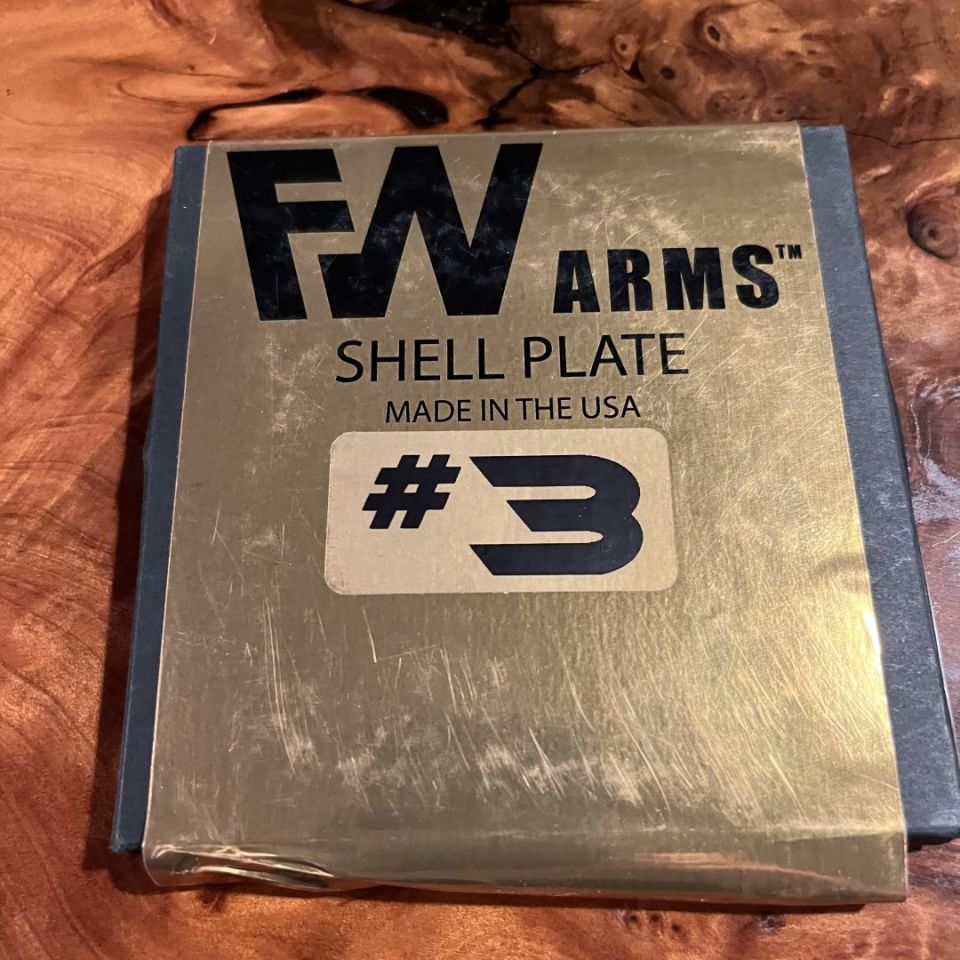 FW ARMS™
SHELL PLATE
MADE IN THE USA
#3